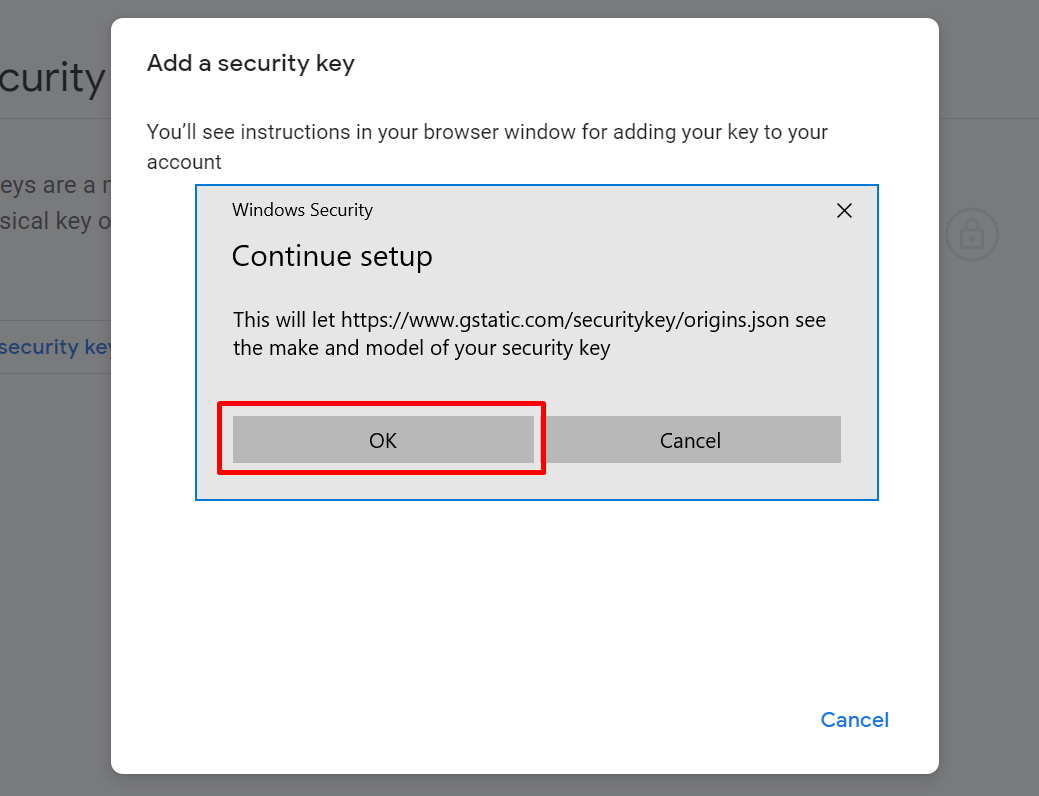 Add a security key
curity
You'll see instructions in your browser window for adding your key to your
account
eys are a
sical key o
security key
Windows Security
Continue setup
This will let https://www.gstatic.com/securitykey/origins.json see
the make and model of your security key
OK
Cancel
Cancel